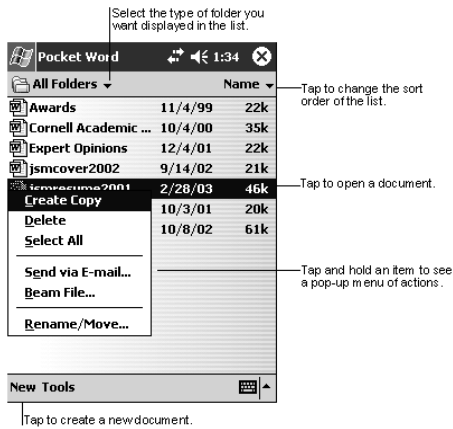 Select the type of folder you
want displayed in the list.
Pocket Word 1:34
All Folders Name
Tap to change the sort
order of the list.
Awards 11/4/99 22k
Cornell Academic ... 10/4/00 35k
Expert Opinions 12/4/01 22k
jsmcover2002 9/14/02 21k
jsmresume2001 2/28/03 46k
Tap to open a document.
Create Copy 10/3/01 20k
Delete 10/8/02 61k
Select All
Send via E-mail...
Beam File...
Rename/Move...
Tap and hold an item to see
a pop-up menu of actions.
New Tools
Tap to create a new document.